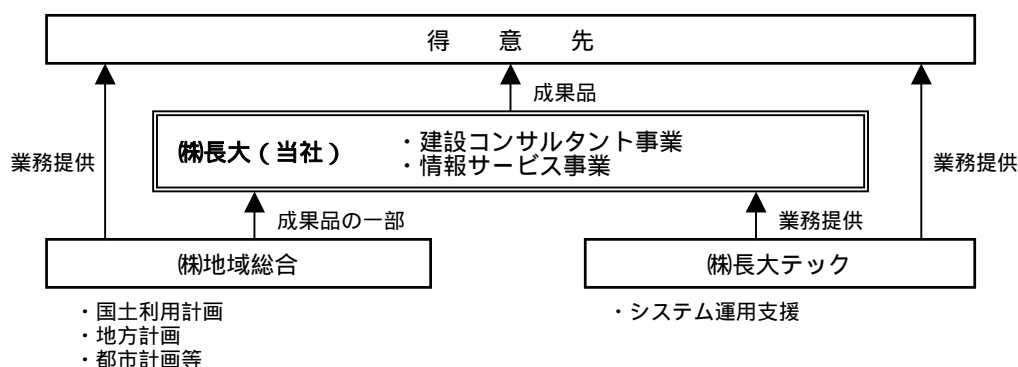 得　意　先
成果品
㈱長大（当社）
・建設コンサルタント事業
・情報サービス事業
業務提供
業務提供
成果品の一部
業務提供
㈱地域総合
㈱長大テック
・国土利用計画
・地方計画
・都市計画等
・システム運用支援